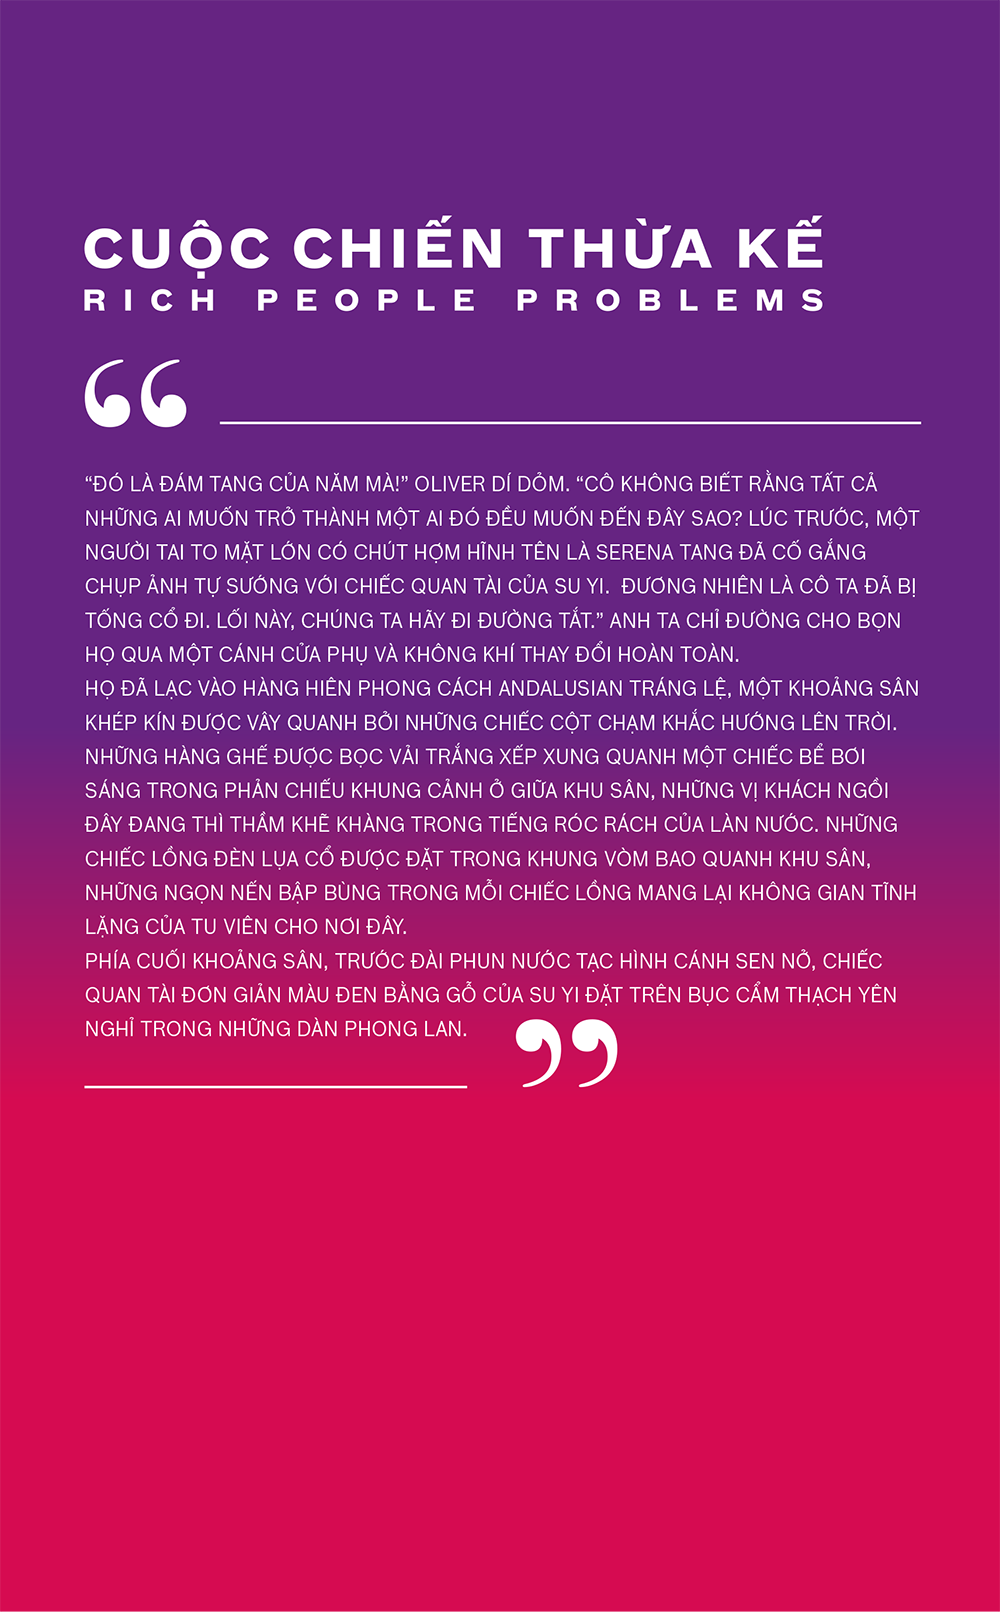 CUỘC CHIẾN THỪA KẾ
RICH PEOPLE PROBLEMS
“
“ĐÓ LÀ ĐÁM TANG CỦA NĂM MÀ!” OLIVER DÍ DỎM. “CÔ KHÔNG BIẾT RẰNG TẤT CẢ
NHỮNG AI MUỐN TRỞ THÀNH MỘT AI ĐÓ ĐỀU MUỐN ĐẾN ĐÂY SAO? LÚC TRƯỚC, MỘT
NGƯỜI TAI TO MẶT LỚN CÓ CHÚT HỢM HĨNH TÊN LÀ SERENA TANG ĐÃ CỐ GẮNG
CHỤP ẢNH TỰ SƯỚNG VỚI CHIẾC QUAN TÀI CỦA SU YI. ĐƯƠNG NHIÊN LÀ CÔ TA ĐÃ BỊ
TỐNG CỔ ĐI. LỐI NÀY, CHÚNG TA HÃY ĐI ĐƯỜNG TẮT.” ANH TA CHỈ ĐƯỜNG CHO BỌN
HỌ QUA MỘT CÁNH CỬA PHỤ VÀ KHÔNG KHÍ THAY ĐỔI HOÀN TOÀN.
HỌ ĐÃ LẠC VÀO HÀNG HIÊN PHONG CÁCH ANDALUSIAN TRÁNG LỆ, MỘT KHOẢNG SÂN
KHÉP KÍN ĐƯỢC VÂY QUANH BỞI NHỮNG CHIẾC CỘT CHẠM KHẮC HƯỚNG LÊN TRỜI.
NHỮNG HÀNG GHẾ ĐƯỢC BỌC VẢI TRẮNG XẾP XUNG QUANH MỘT CHIẾC BỂ BƠI
SÁNG TRONG PHẢN CHIẾU KHUNG CẢNH Ở GIỮA KHU SÂN, NHỮNG VỊ KHÁCH NGỒI
ĐÂY ĐANG THÌ THẦM KHẼ KHÀNG TRONG TIẾNG RÓC RÁCH CỦA LÀN NƯỚC. NHỮNG
CHIẾC LỒNG ĐÈN LỤA CỔ ĐƯỢC ĐẶT TRONG KHUNG VÒM BAO QUANH KHU SÂN,
NHỮNG NGỌN NẾN BẬP BÙNG TRONG MỖI CHIẾC LỒNG MANG LẠI KHÔNG GIAN TĨNH
LẶNG CỦA TU VIÊN CHO NƠI ĐÂY.
PHÍA CUỐI KHOẢNG SÂN, TRƯỚC ĐÀI PHUN NƯỚC TẠC HÌNH CÁNH SEN NỞ, CHIẾC
QUAN TÀI ĐƠN GIẢN MÀU ĐEN BẰNG GỖ CỦA SU YI ĐẶT TRÊN BỤC CẨM THẠCH YÊN
NGHỈ TRONG NHỮNG DÀN PHONG LAN.
”